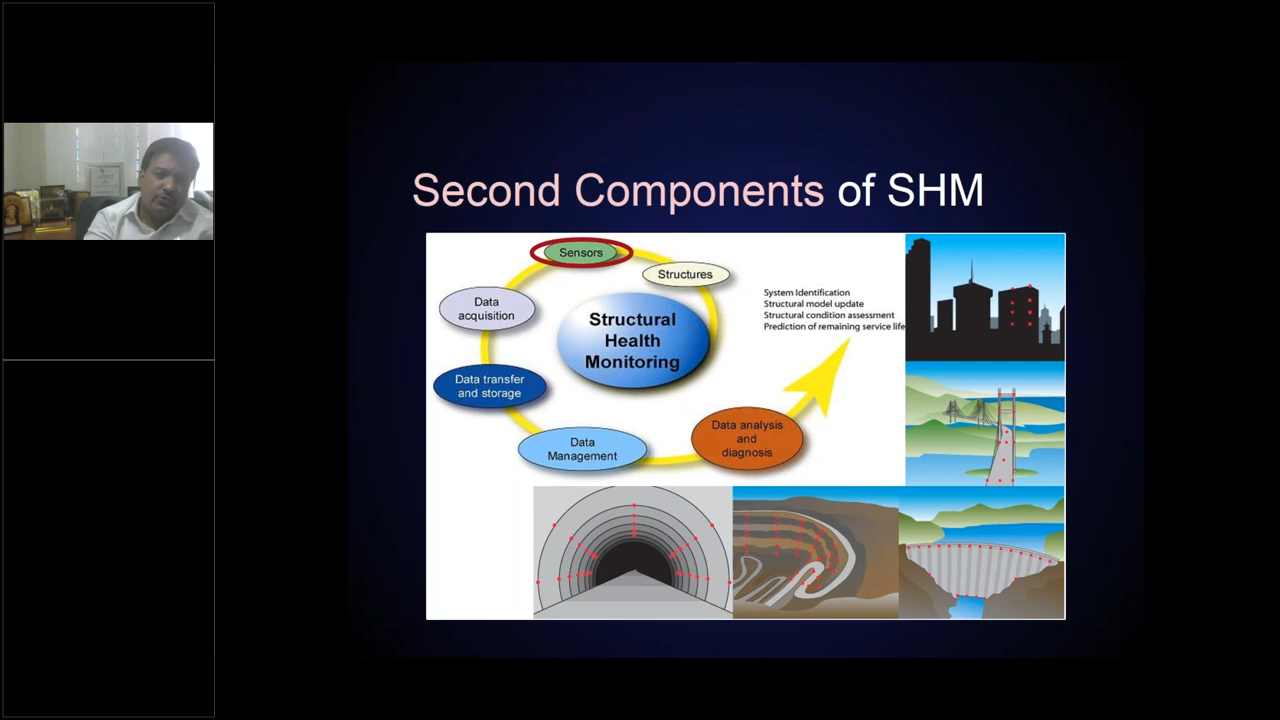 Second Components of SHM
Sensors
Structures
Data
acquisition
Structural
Health
Monitoring
System Identification
Structural model update
Structural condition assessment
Prediction of remaining service life
Data transfer
and storage
Data
Management
Data analysis
and
diagnosis